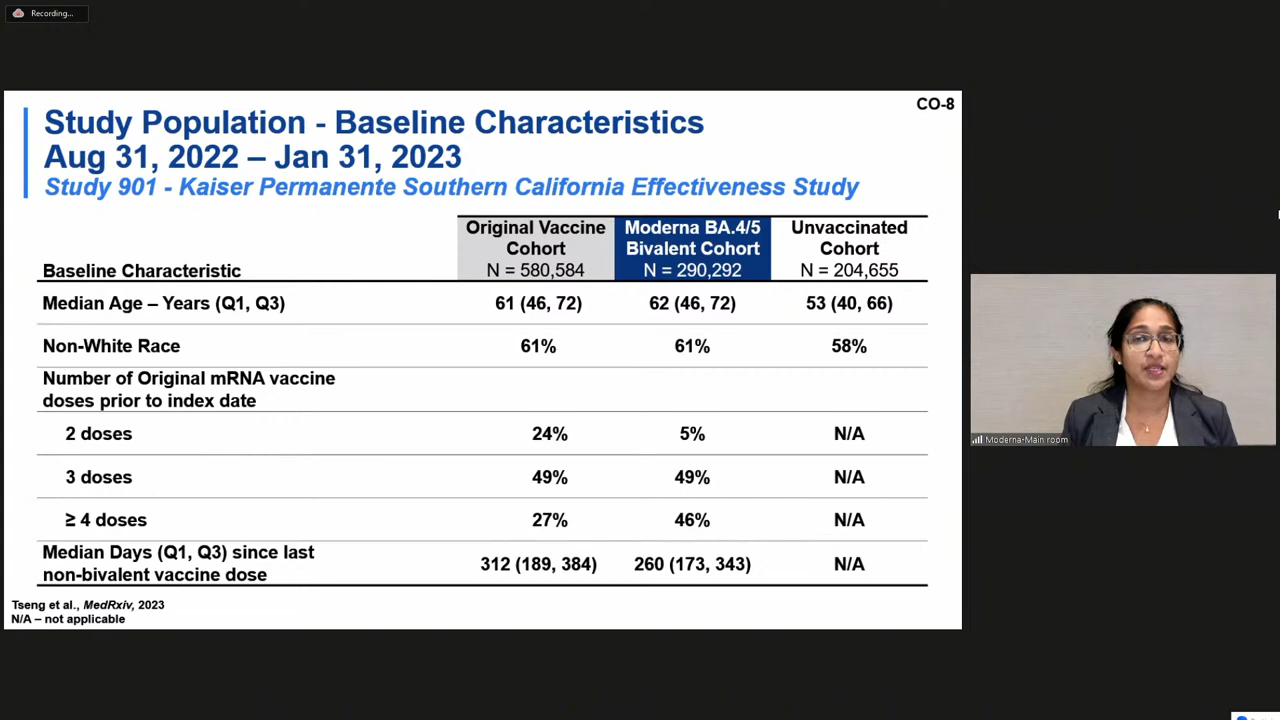 Recording...
CO-8
Study Population - Baseline Characteristics
Aug 31, 2022 – Jan 31, 2023
Study 901 - Kaiser Permanente Southern California Effectiveness Study
Baseline Characteristic
Original Vaccine
Cohort
N = 580,584
Moderna BA.4/5
Bivalent Cohort
N = 290,292
Unvaccinated
Cohort
N = 204,655
Median Age – Years (Q1, Q3) 61 (46, 72) 62 (46, 72) 53 (40, 66)
Non-White Race 61% 61% 58%
Number of Original mRNA vaccine
doses prior to index date
2 doses 24% 5% N/A
3 doses 49% 49% N/A
≥ 4 doses 27% 46% N/A
Median Days (Q1, Q3) since last
non-bivalent vaccine dose 312 (189, 384) 260 (173, 343) N/A
Tseng et al., MedRxiv, 2023
N/A – not applicable
Moderna-Main room